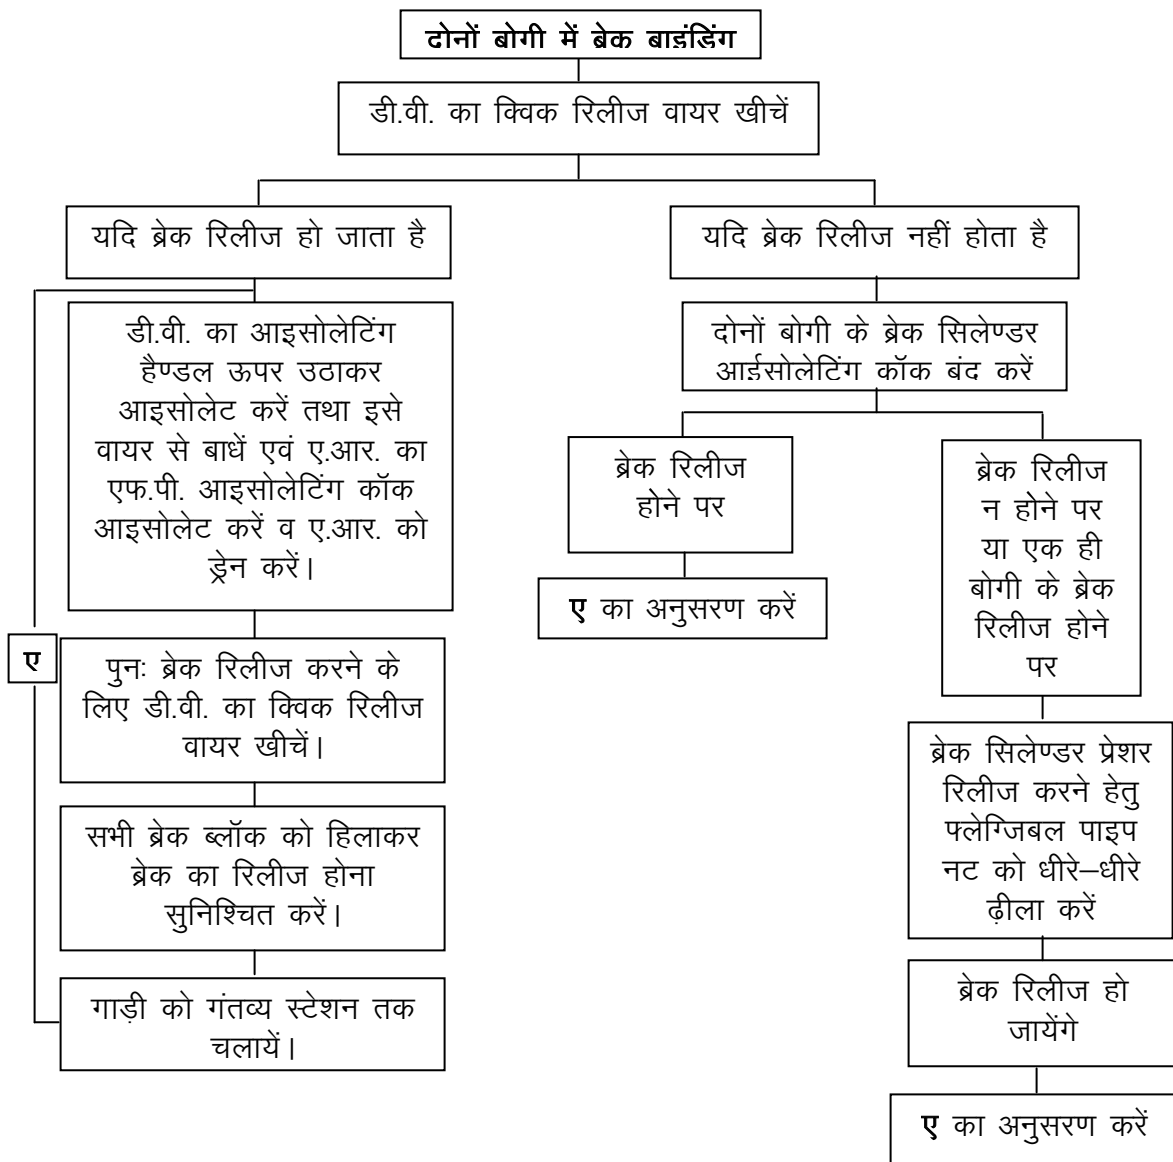 दोनों बोगी में ब्रेक बाइंडिंग
डी.वी. का क्विक रिलीज वायर खीचें
यदि ब्रेक रिलीज हो जाता है
डी.वी. का आइसोलेटिंग
हैण्डल ऊपर उठाकर
आइसोलेट करें तथा इसे
वायर से बाधें एवं ए.आर. का
एफ.पी. आइसोलेटिंग कॉक
आइसोलेट करें व ए.आर. को
ड्रेन करें।
ए
पुनः ब्रेक रिलीज करने के
लिए डी.वी. का क्विक रिलीज
वायर खीचें।
सभी ब्रेक ब्लॉक को हिलाकर
ब्रेक का रिलीज होना
सुनिश्चित करें।
गाड़ी को गंतव्य स्टेशन तक
चलायें।
यदि ब्रेक रिलीज नहीं होता है
दोनों बोगी के ब्रेक सिलेण्डर
आईसोलेटिंग कॉक बंद करें
ब्रेक रिलीज
होने पर
ए का अनुसरण करें
ब्रेक रिलीज
न होने पर
या एक ही
बोगी के ब्रेक
रिलीज होने
पर
ब्रेक सिलेण्डर प्रेशर
रिलीज करने हेतु
फ्लेग्जिबल पाइप
नट को धीरे–धीरे
ढ़ीला करें
ब्रेक रिलीज हो
जायेंगे
ए का अनुसरण करें